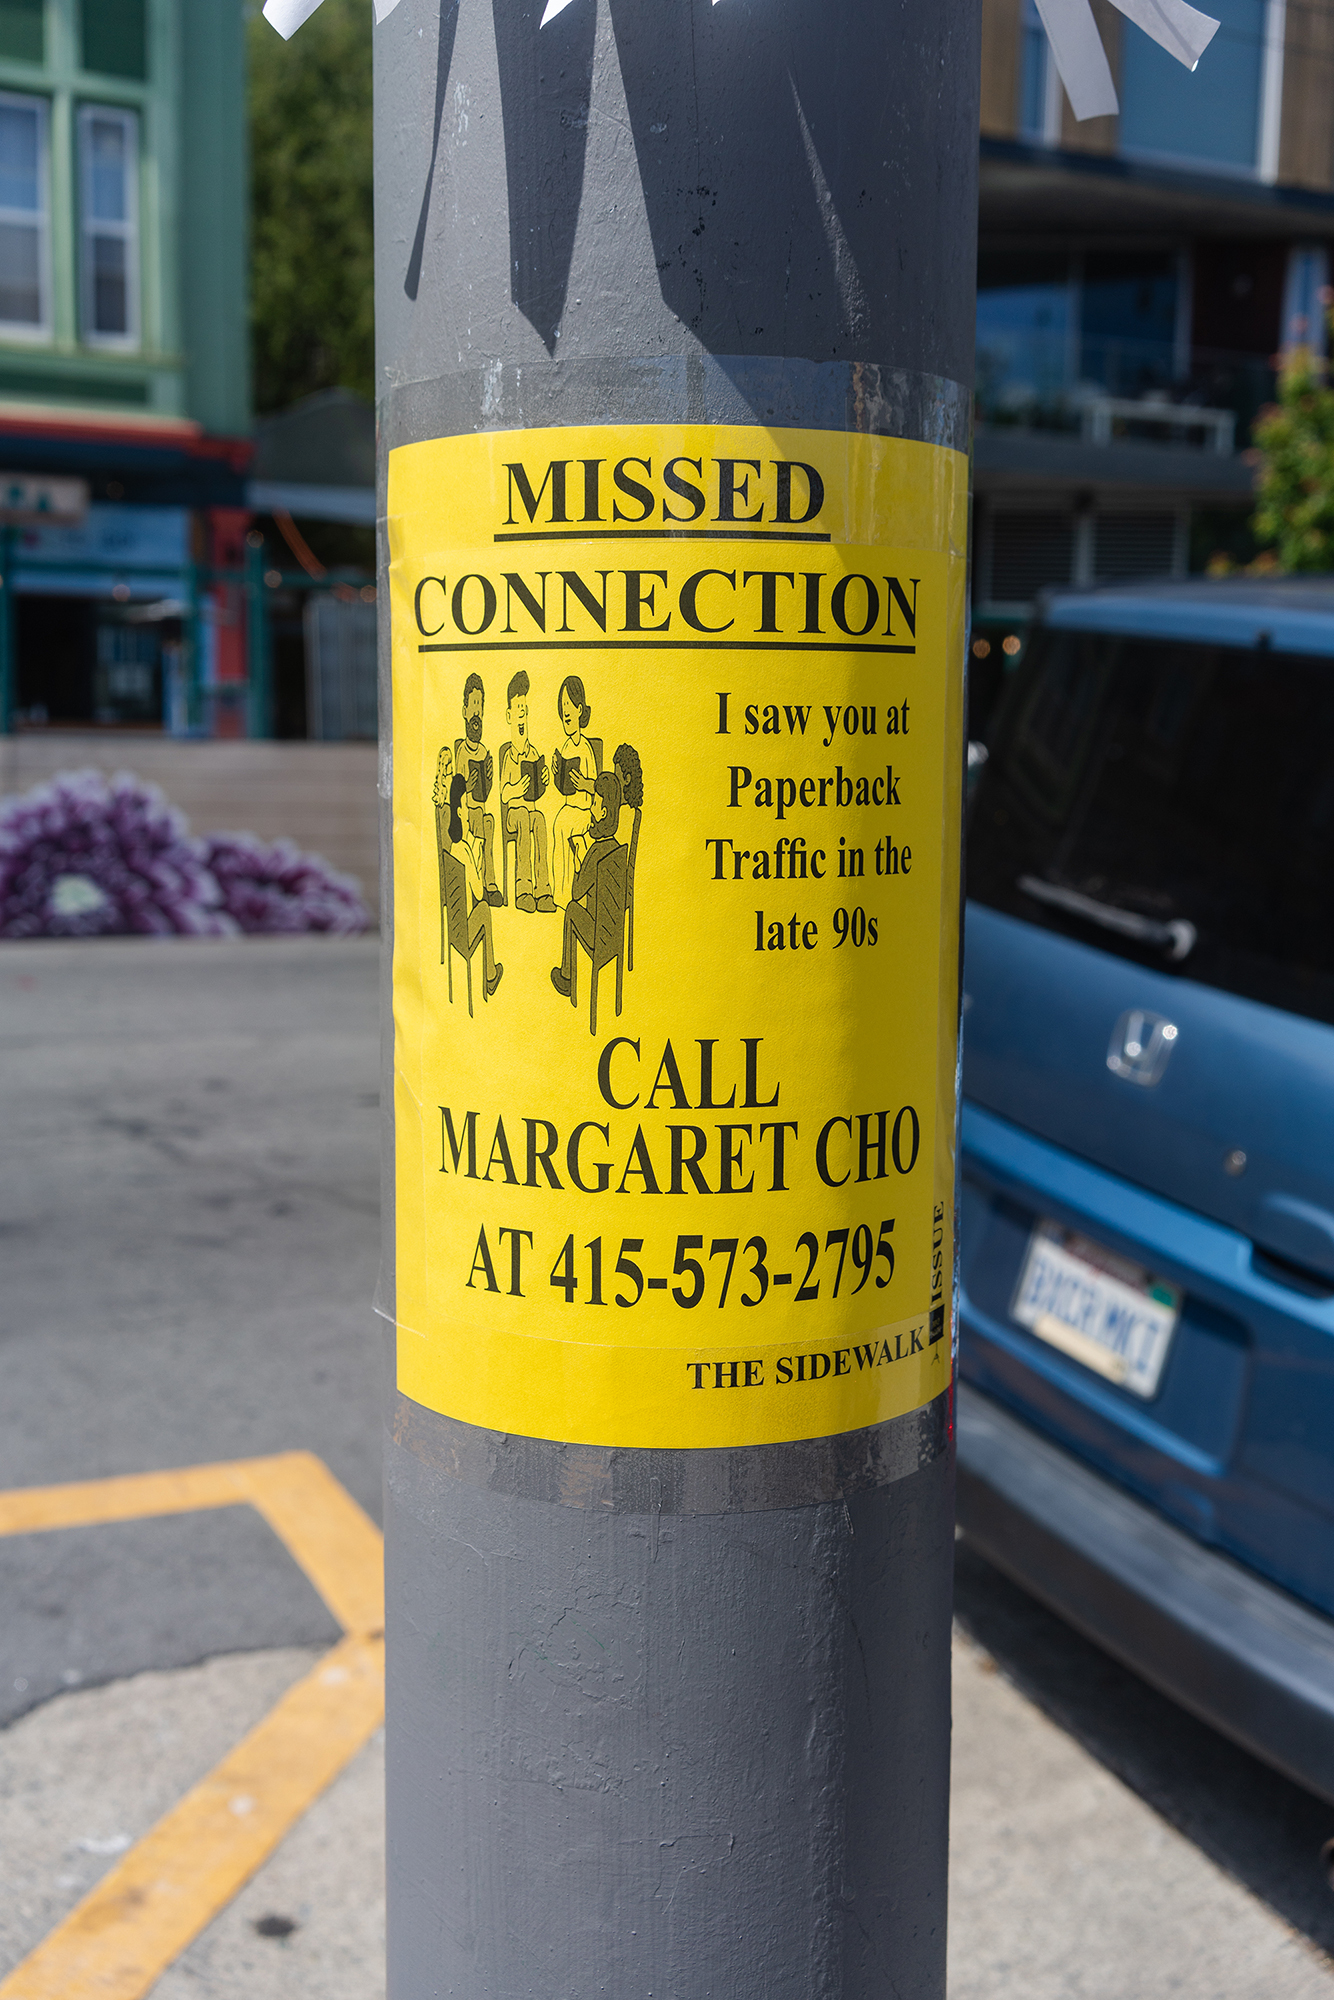 MISSED
CONNECTION
I saw you at
Paperback
Traffic in the
late 90s
CALL
MARGARET CHO
AT 415-573-2795
THE SIDEWALK
ISSUE